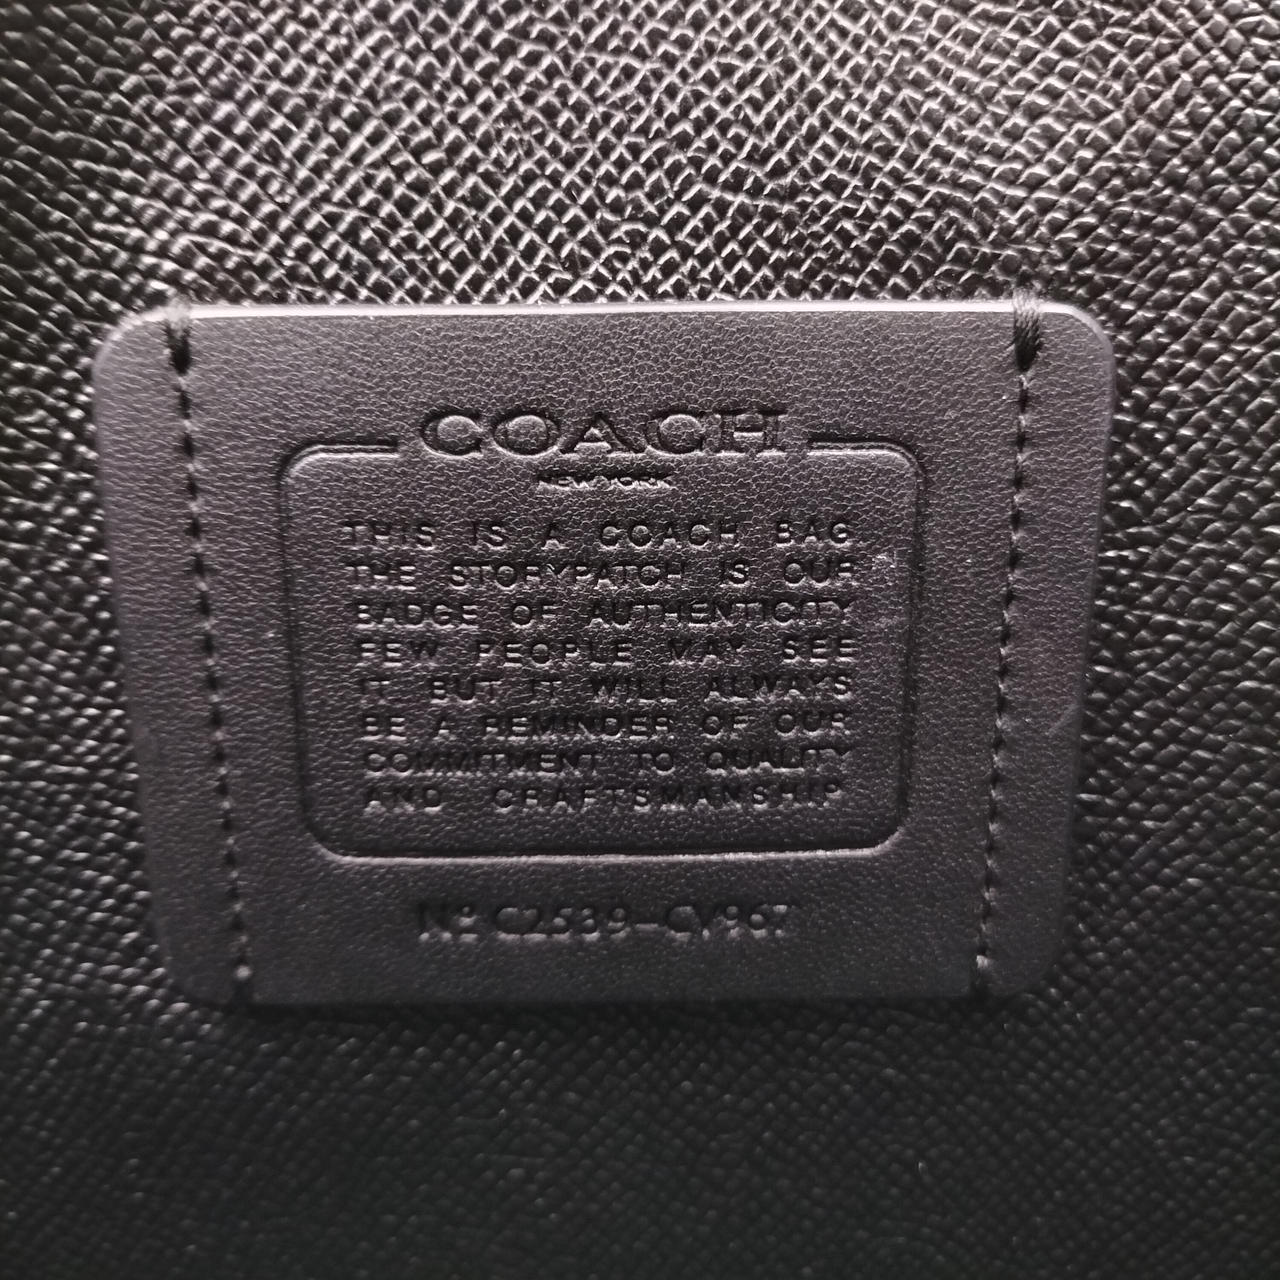 COACH
NEW YORK
THIS IS A COACH BAG
THE STORYPATCH IS OUR
BADGE OF AUTHENTICITY
FEW PEOPLE MAY SEE
IT BUT IT WILL ALWAYS
BE A REMINDER OF OUR
COMMITMENT TO QUALITY
AND CRAFTSMANSHIP
Nº C2539-CV967